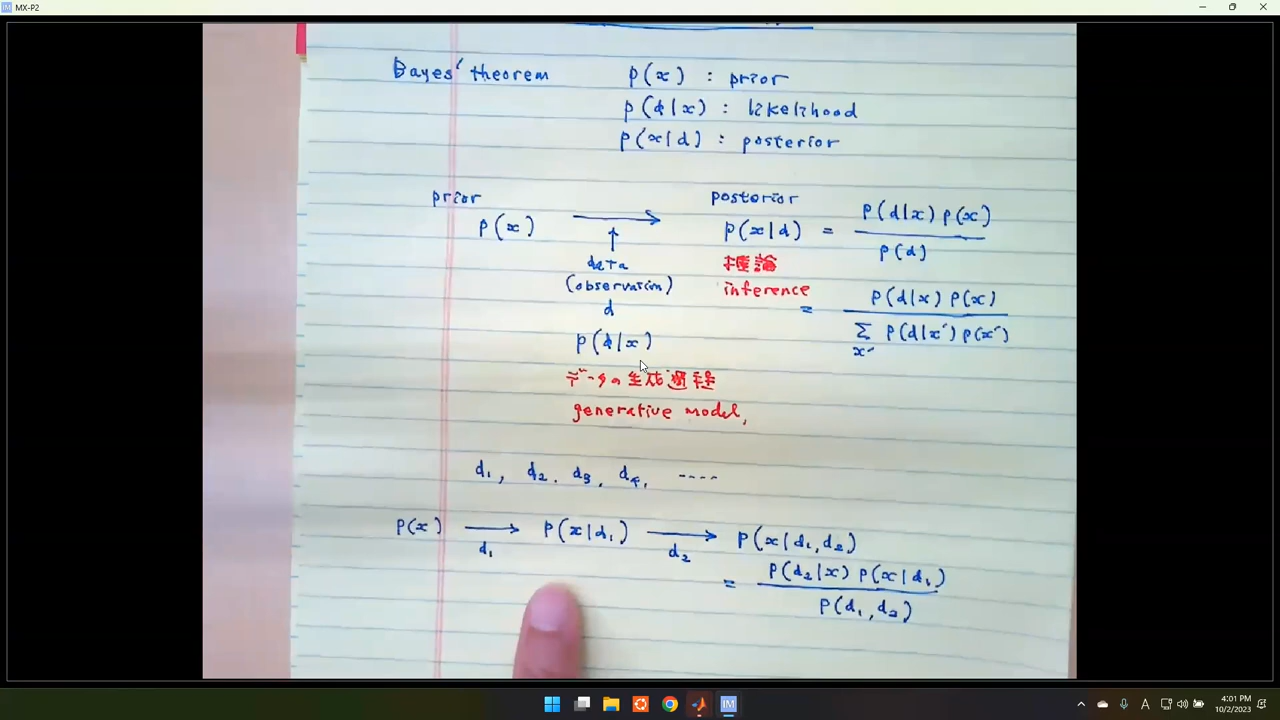 MX-P2
Bayes' theorem p(x) : prior
p(d|x) : likelihood
p(x|d) : posterior
prior posterior
p(x) → p(x|d) = p(d|x) p(x) / p(d)
↑
data 推論
(observation) inference
d = p(d|x) p(x) / Σx' p(d|x') p(x')
p(d|x)
データの生成過程
generative model,
d₁, d₂. d₃, d₄, ----
p(x) → p(x|d₁) → p(x|d₁,d₂)
d₁ d₂
= p(d₂|x) p(x|d₁) / p(d₁,d₂)
A 4:01 PM
10/2/2023